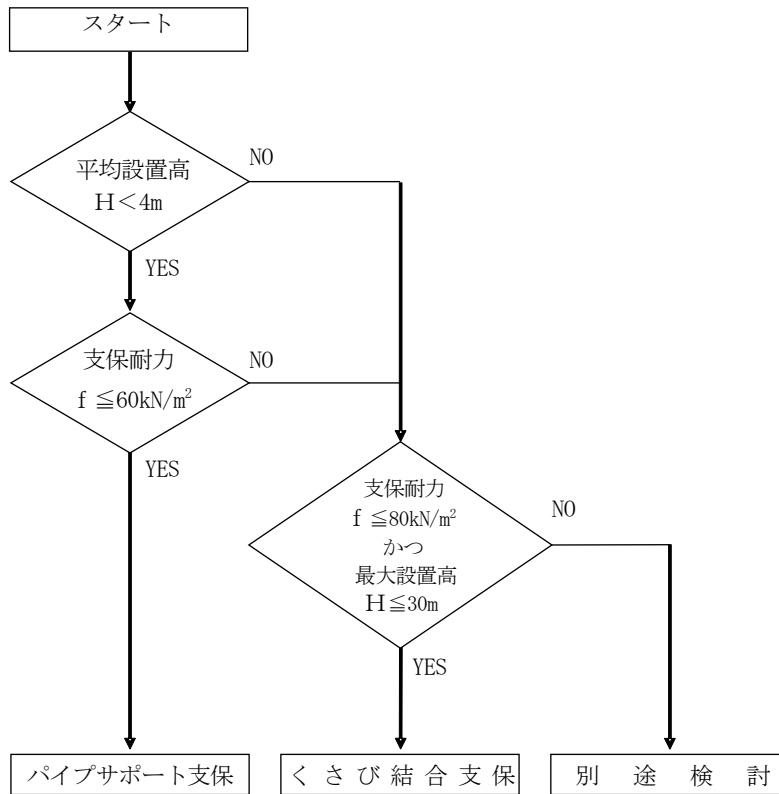 スタート
平均設置高
H＜4m
NO
YES
支保耐力
f ≦60kN/m²
NO
YES
支保耐力
f ≦80kN/m²
かつ
最大設置高
H≦30m
NO
YES
パイプサポート支保
くさび結合支保
別途検討